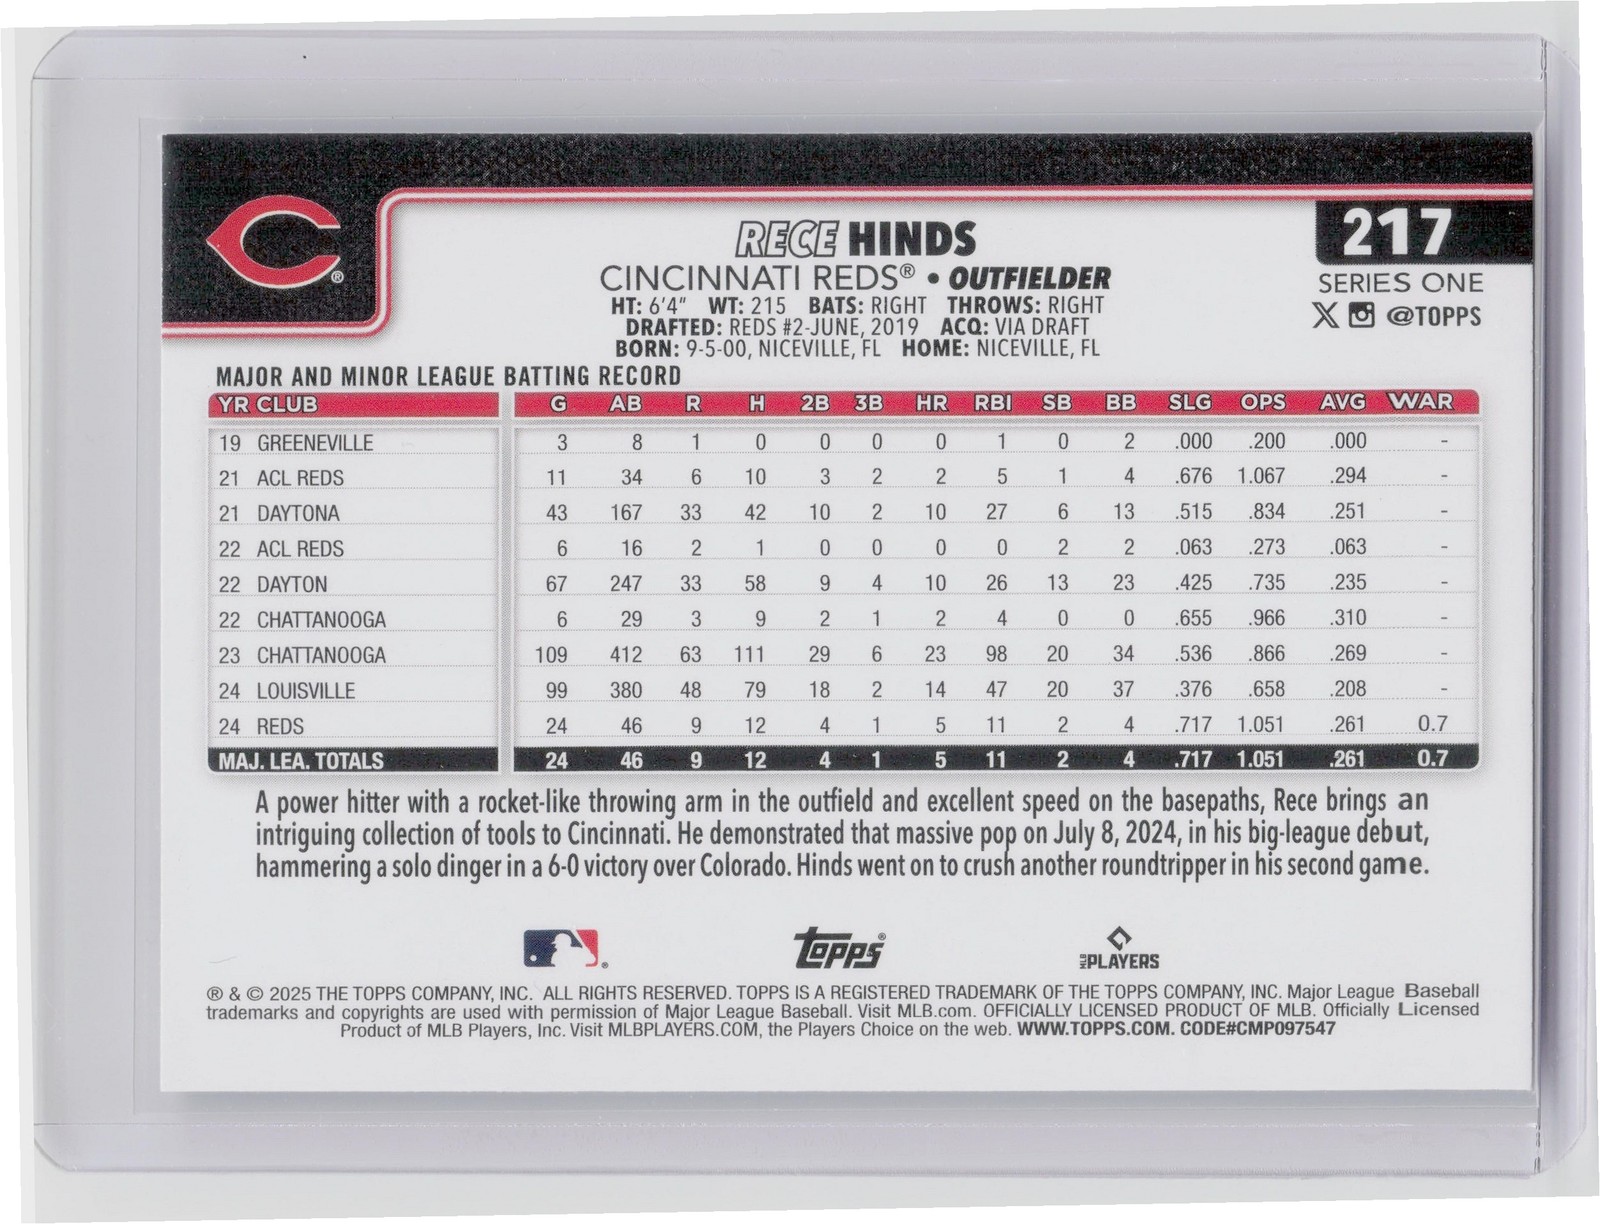 RECE HINDS
217
CINCINNATI REDS® • OUTFIELDER
SERIES ONE
HT: 6'4" WT: 215 BATS: RIGHT THROWS: RIGHT
@TOPPS
DRAFTED: REDS #2-JUNE, 2019 ACQ: VIA DRAFT
BORN: 9-5-00, NICEVILLE, FL HOME: NICEVILLE, FL
MAJOR AND MINOR LEAGUE BATTING RECORD
YR CLUB G AB R H 2B 3B HR RBI SB BB SLG OPS AVG WAR
19 GREENEVILLE 3 8 1 0 0 0 0 1 0 2 .000 .200 .000 -
21 ACL REDS 11 34 6 10 3 2 2 5 1 4 .676 1.067 .294 -
21 DAYTONA 43 167 33 42 10 2 10 27 6 13 .515 .834 .251 -
22 ACL REDS 6 16 2 1 0 0 0 0 2 2 .063 .273 .063 -
22 DAYTON 67 247 33 58 9 4 10 26 13 23 .425 .735 .235 -
22 CHATTANOOGA 6 29 3 9 2 1 2 4 0 0 .655 .966 .310 -
23 CHATTANOOGA 109 412 63 111 29 6 23 98 20 34 .536 .866 .269 -
24 LOUISVILLE 99 380 48 79 18 2 14 47 20 37 .376 .658 .208 -
24 REDS 24 46 9 12 4 1 5 11 2 4 .717 1.051 .261 0.7
MAJ. LEA. TOTALS 24 46 9 12 4 1 5 11 2 4 .717 1.051 .261 0.7
A power hitter with a rocket-like throwing arm in the outfield and excellent speed on the basepaths, Rece brings an
intriguing collection of tools to Cincinnati. He demonstrated that massive pop on July 8, 2024, in his big-league debut,
hammering a solo dinger in a 6-0 victory over Colorado. Hinds went on to crush another roundtripper in his second game.
Topps® MLB PLAYERS
® & © 2025 THE TOPPS COMPANY, INC. ALL RIGHTS RESERVED. TOPPS IS A REGISTERED TRADEMARK OF THE TOPPS COMPANY, INC. Major League Baseball
trademarks and copyrights are used with permission of Major League Baseball. Visit MLB.com. OFFICIALLY LICENSED PRODUCT OF MLB. Officially Licensed
Product of MLB Players, Inc. Visit MLBPLAYERS.COM, the Players Choice on the web. WWW.TOPPS.COM. CODE#CMP097547